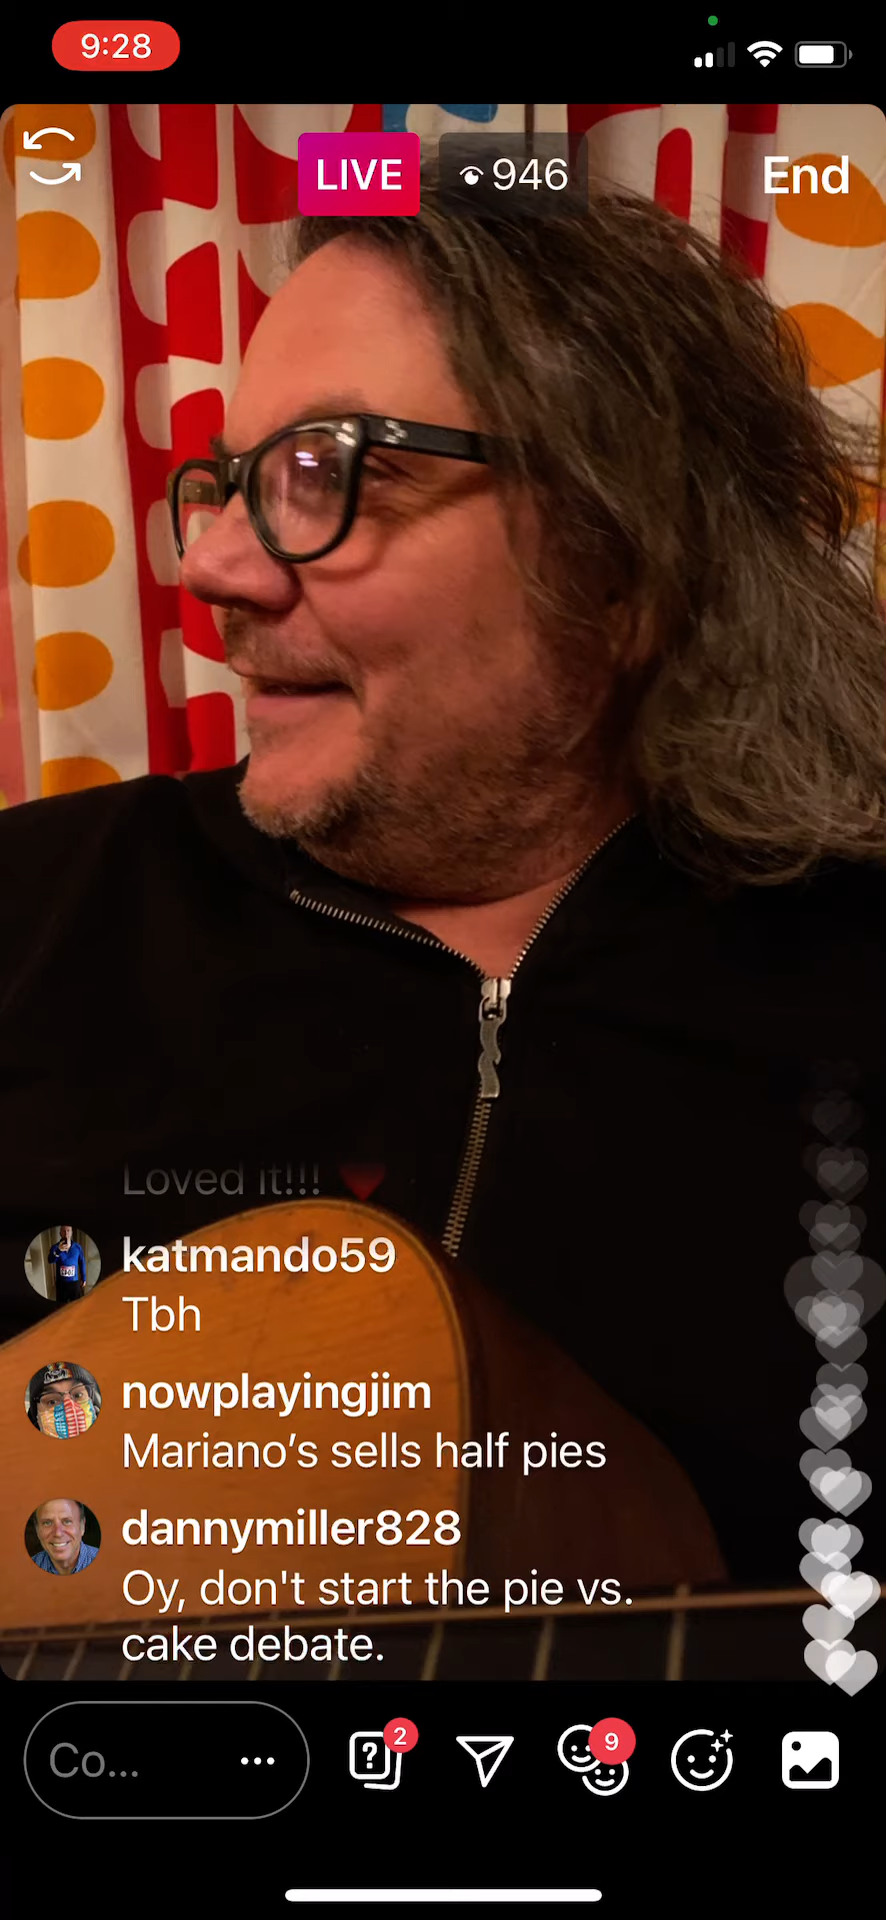 9:28
LIVE
946
End
Loved it!!! ❤️
katmando59
Tbh
nowplayingjim
Mariano's sells half pies
dannymiller828
Oy, don't start the pie vs.
cake debate.
Co...
?
2
9